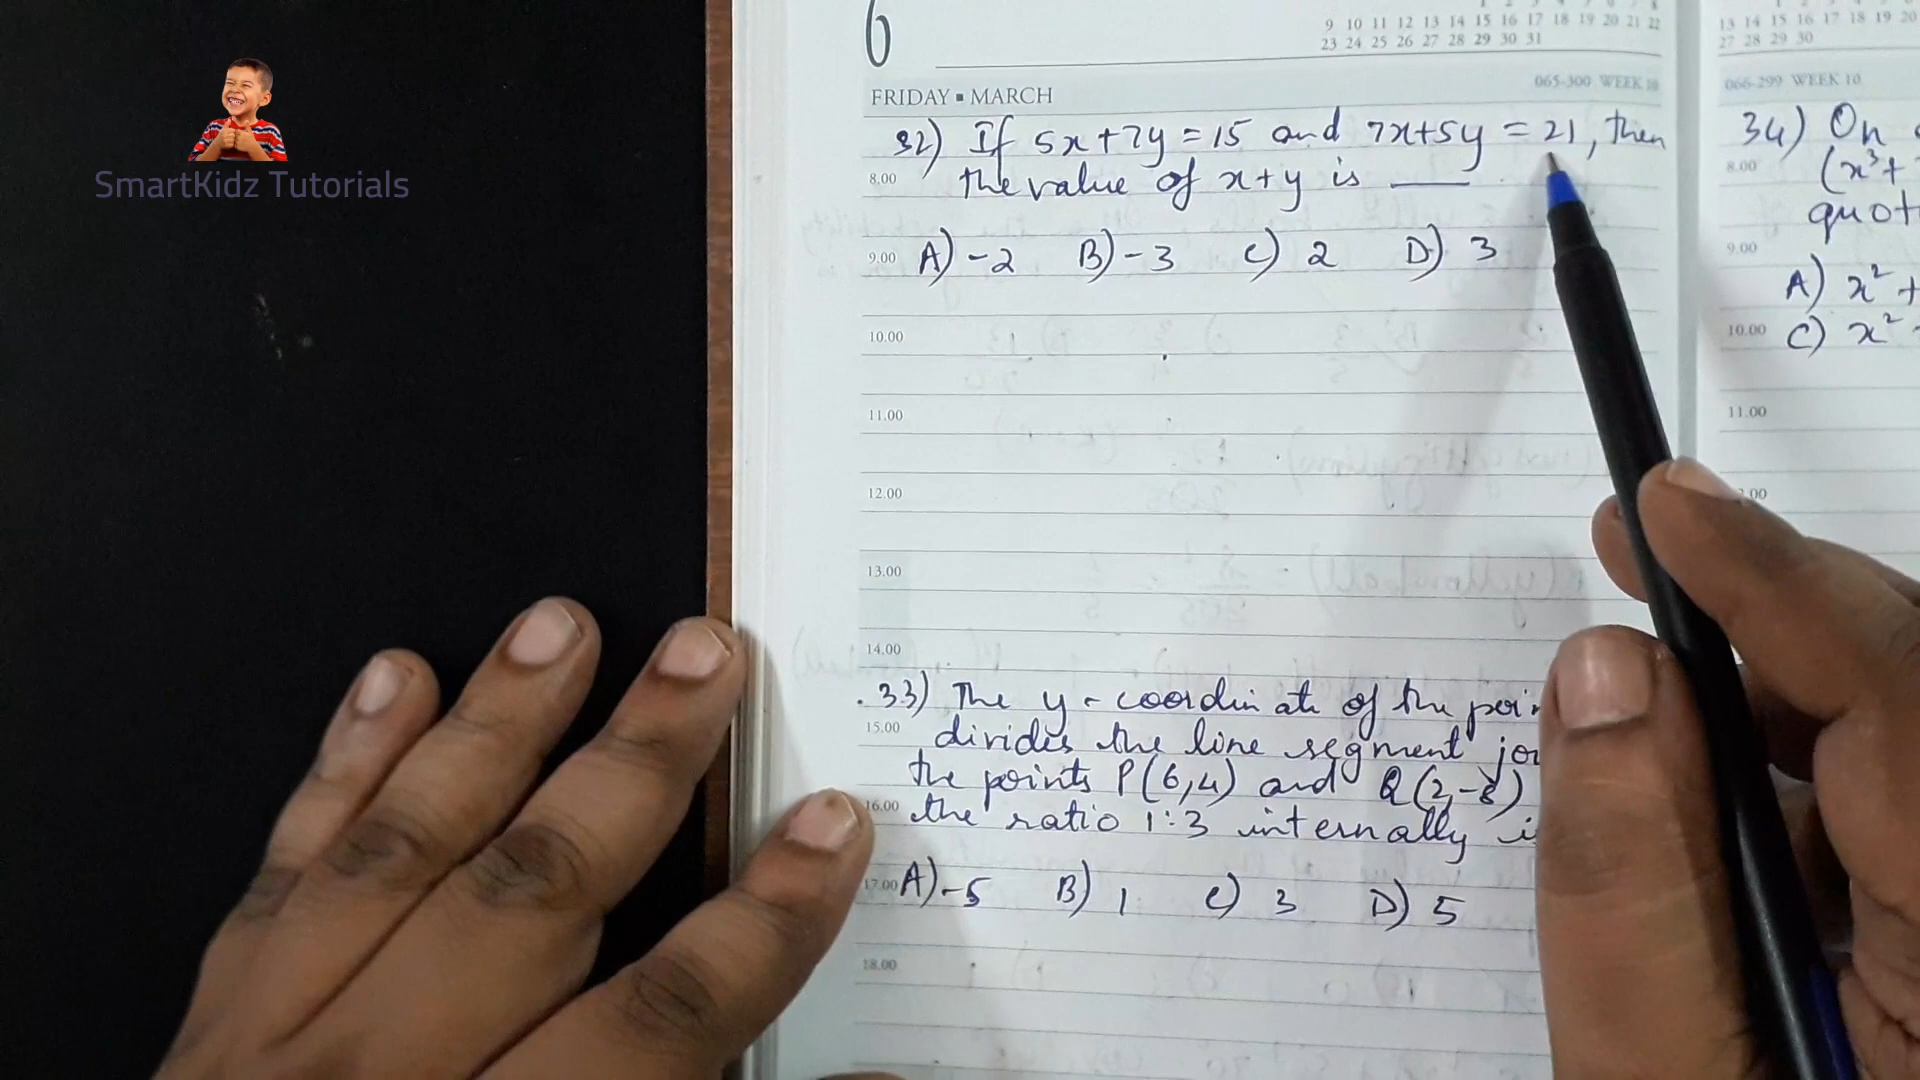 SmartKidz Tutorials
6
9 10 11 12 13 14 15 16 17 18 19 20 21 22
23 24 25 26 27 28 29 30 31
FRIDAY ▪ MARCH
065-300 WEEK 10
32) If 5x+7y=15 and 7x+5y=21, then
8.00 the value of x+y is ____.
9.00 A) -2 B) -3 C) 2 D) 3
10.00
11.00
12.00
13.00
14.00
33) The y-coordinate of the
15.00 divides the line segment
the points P(6,4) and Q(2,-8)
16.00 the ratio 1:3 internally
17.00 A) -5 B) 1 C) 3 D) 5
18.00
13 14 15 16 17 18 19 20
27 28 29 30
066-299 WEEK 10
34) On
8.00 (x³+
9.00
A) x²+
10.00 C) x²-
11.00